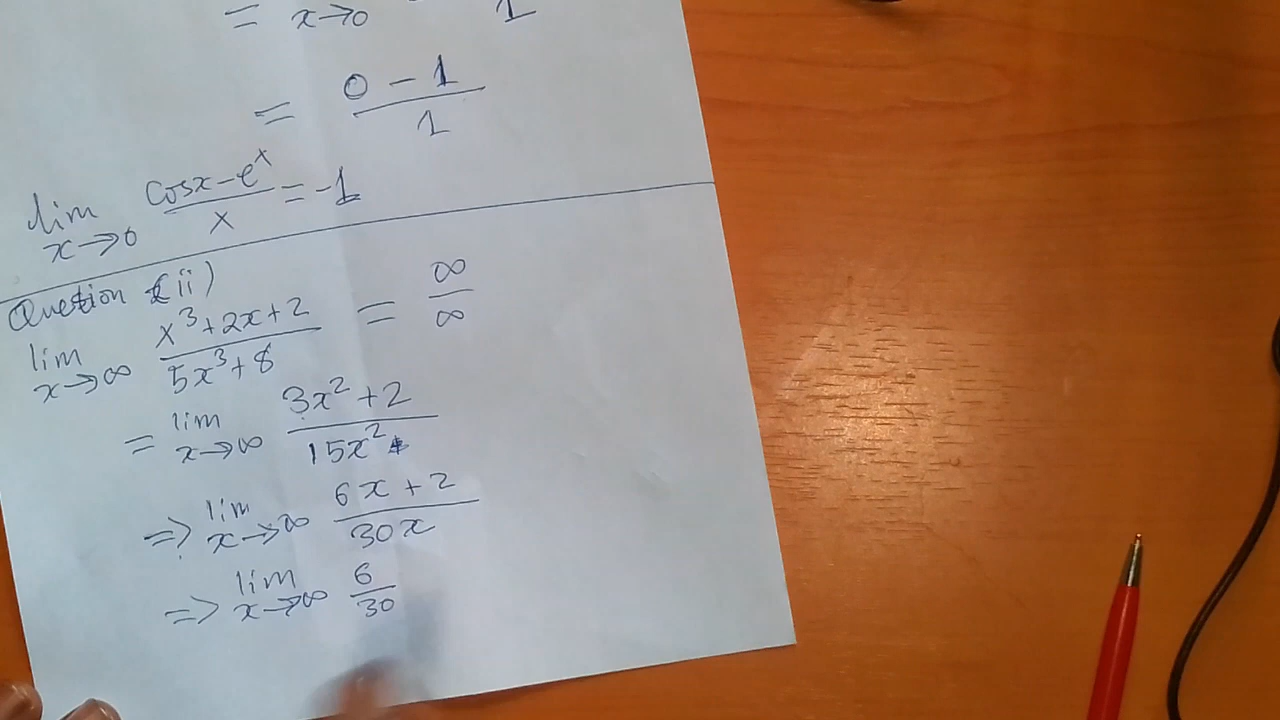 = x→0 1
= 0 - 1 / 1
lim x→0 cosx - e^x / x = -1
Question (ii)
lim x→∞ x³+2x+2 / 5x³+8 = ∞ / ∞
= lim x→∞ 3x²+2 / 15x²
=> lim x→∞ 6x+2 / 30x
=> lim x→∞ 6 / 30